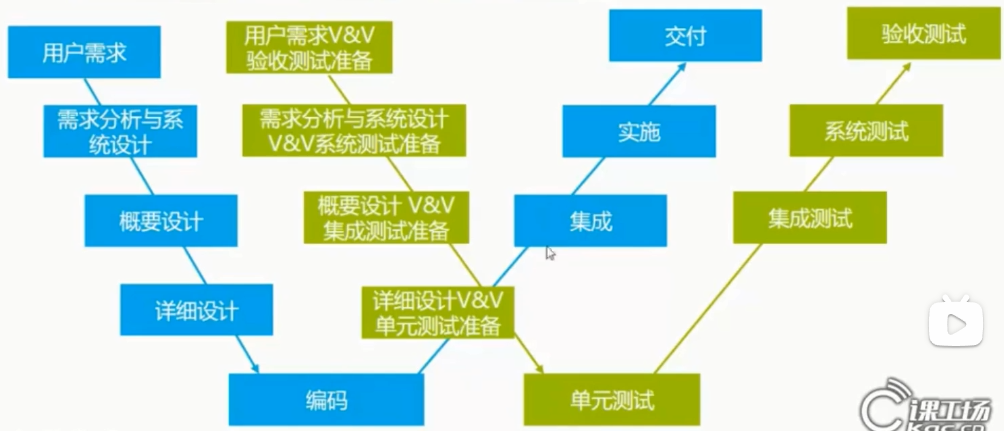 用户需求
用户需求V&V
验收测试准备
交付
验收测试
需求分析与系
统设计
需求分析与系统设计
V&V系统测试准备
实施
系统测试
概要设计
概要设计 V&V
集成测试准备
集成
集成测试
详细设计
详细设计V&V
单元测试准备
编码
单元测试
课工场
kgc.cn